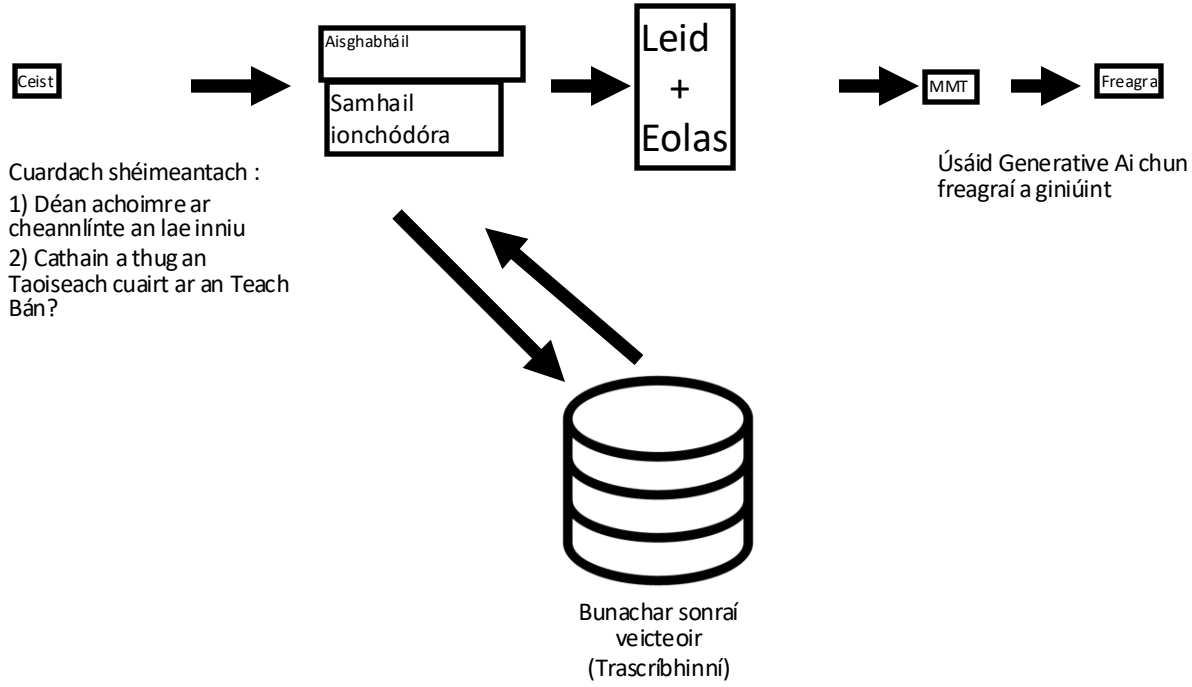 Ceist
Aisghabháil
Samhail
ionchódóra
Leid
+
Eolas
MMT
Freagra
Cuardach shéimeantach :
1) Déan achoimre ar
cheannlínte an lae inniu
2) Cathain a thug an
Taoiseach cuairt ar an Teach
Bán?
Úsáid Generative Ai chun
freagraí a giniúint
Bunachar sonraí
veicteoir
(Trascríbhinní)